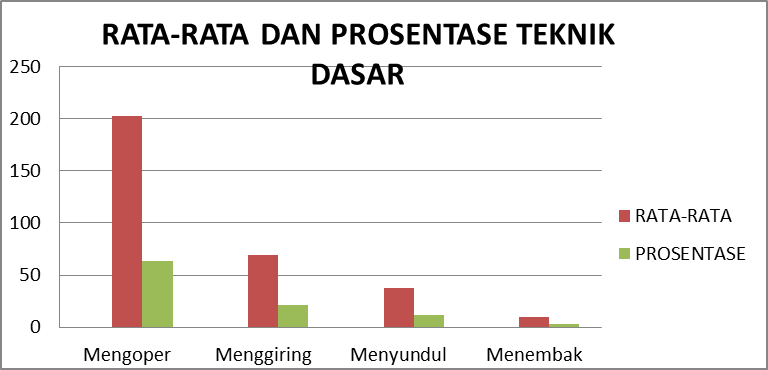 RATA-RATA DAN PROSENTASE TEKNIK
DASAR
250
200
150
100
50
0
Mengoper Menggiring Menyundul Menembak
RATA-RATA
PROSENTASE